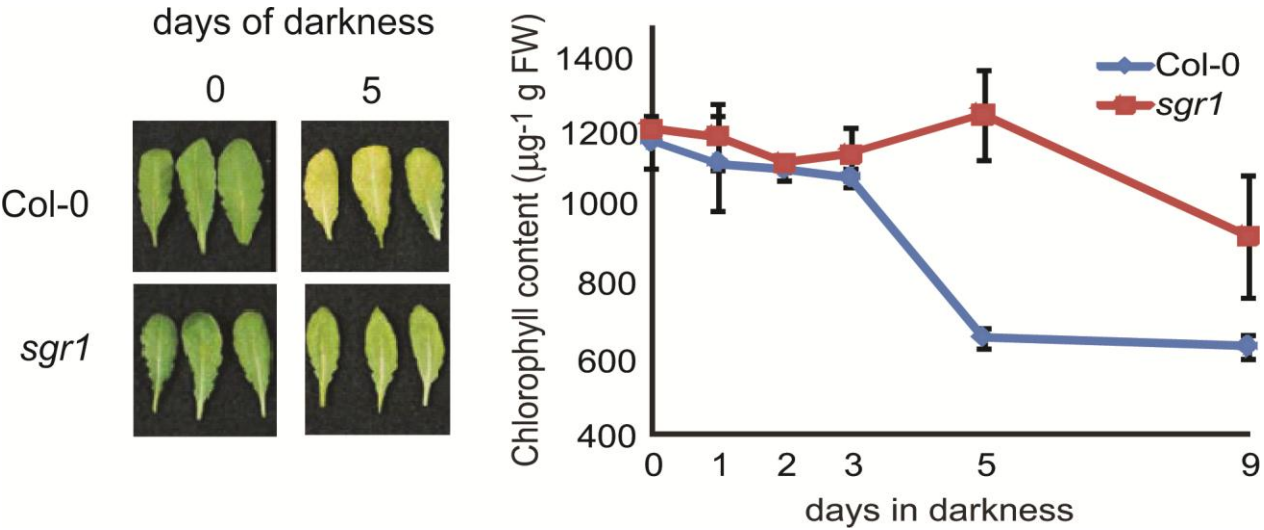 days of darkness
0 5
Col-0
sgr1
Chlorophyll content (µg-1 g FW)
1400
1200
1000
800
600
400
0 1 2 3 5 9
days in darkness
Col-0
sgr1